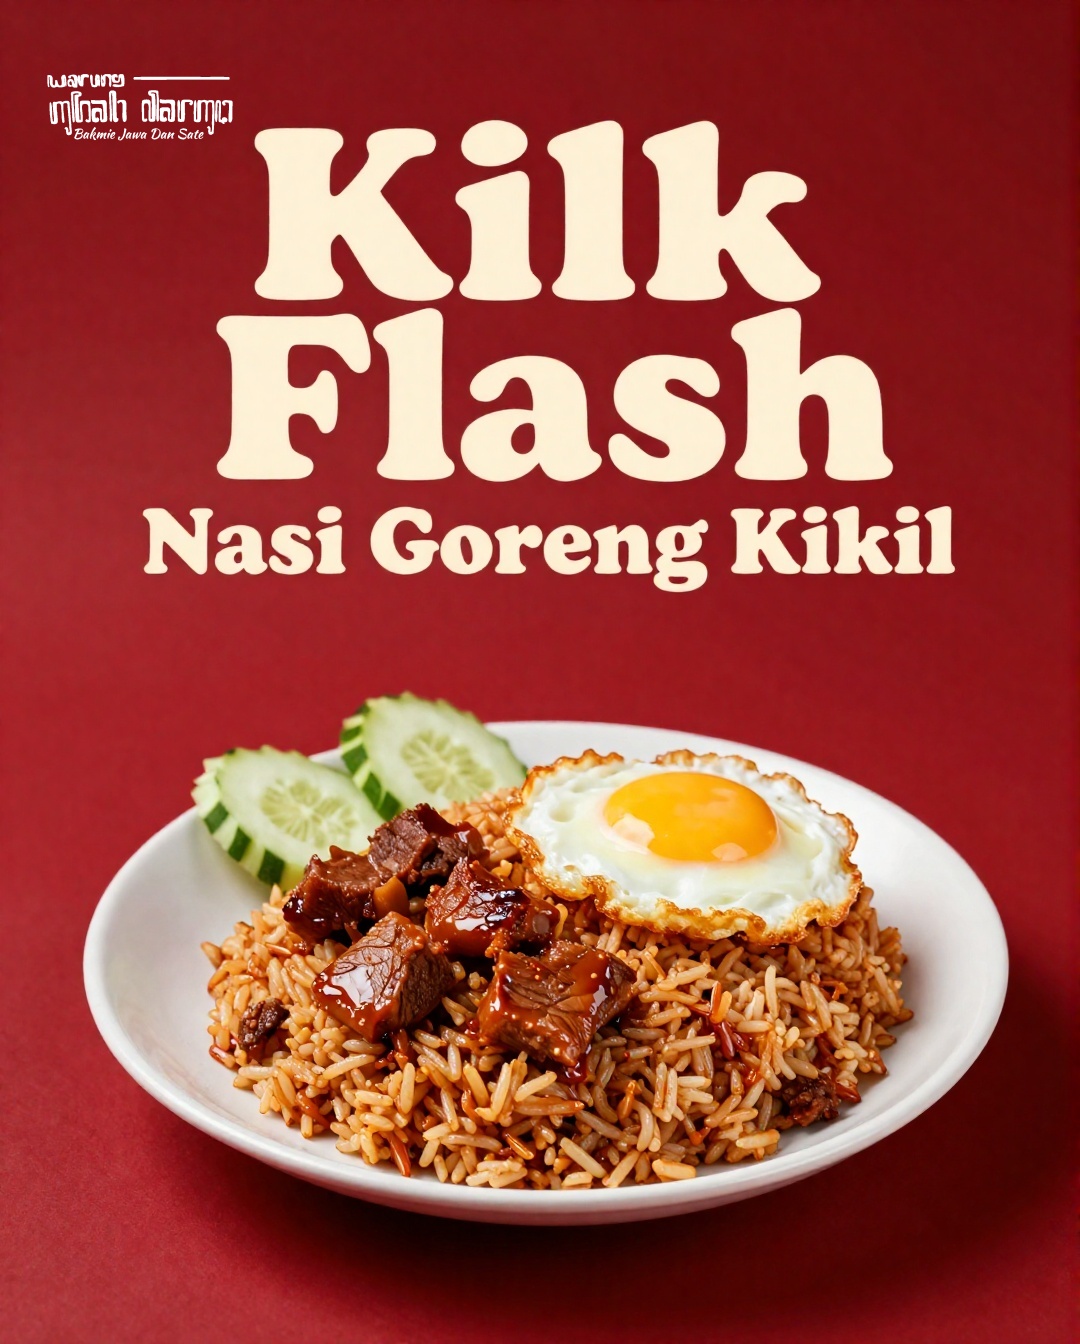 warung
mbah darmo
Bakmie Jawa Dan Sate
Kilk
Flash
Nasi Goreng Kikil